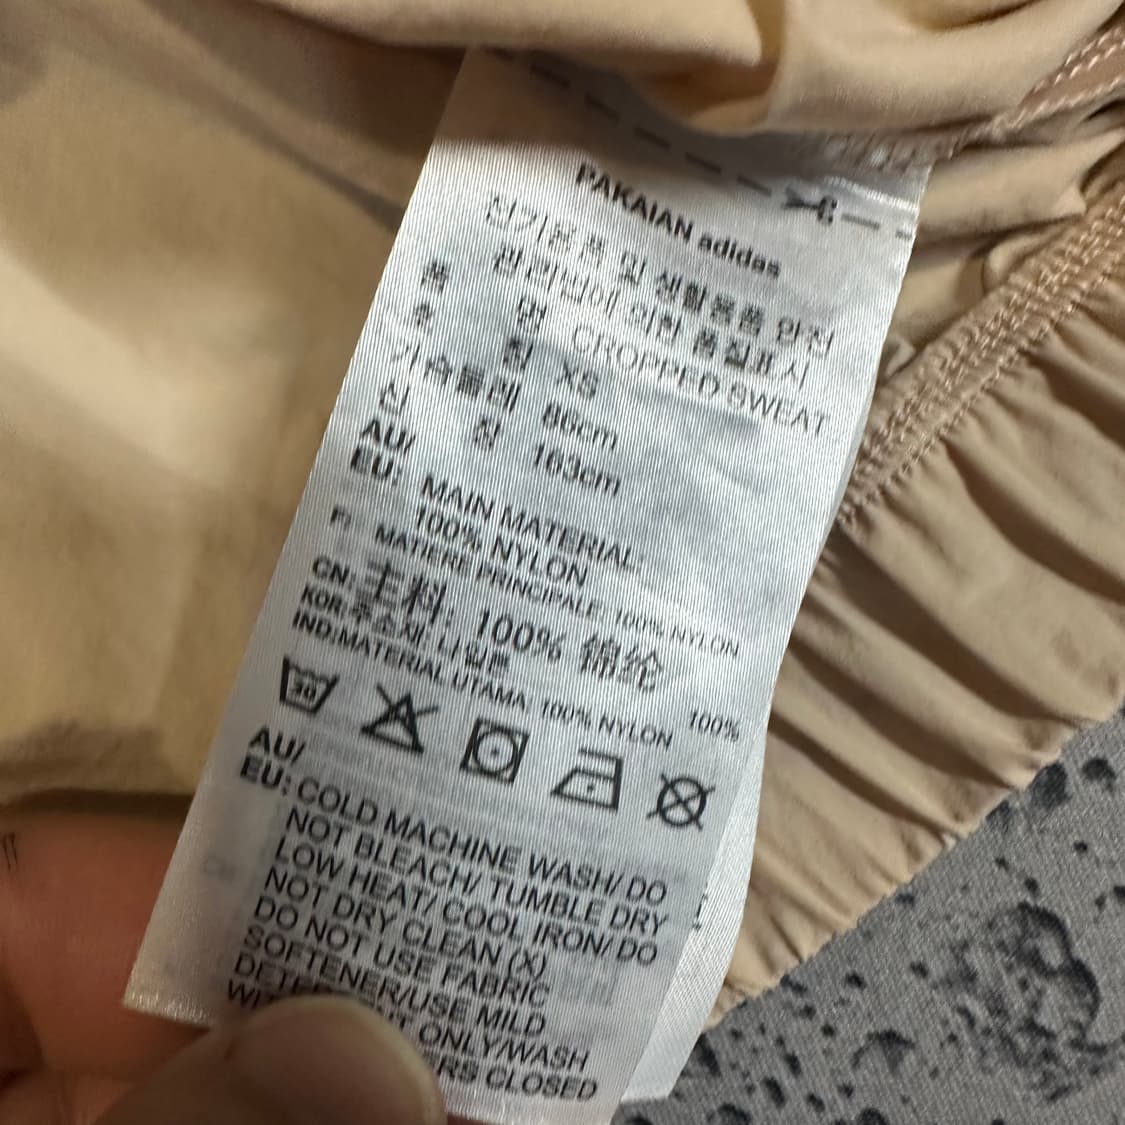 PAKAIAN adidas
전기용품 및 생활용품 안전
관리법에 의한 품질표시
품 명 CROPPED SWEAT
호 칭 XS
가슴둘레 86cm
신 장 163cm
AU/
EU: MAIN MATERIAL:
100% NYLON
F: MATIERE PRINCIPALE: 100% NYLON
CN: 主料: 100% 锦纶
KOR: 주소재 나일론 100%
IND:MATERIAL UTAMA: 100% NYLON
30
AU/
EU: COLD MACHINE WASH/ DO
NOT BLEACH/ TUMBLE DRY
LOW HEAT/ COOL IRON/ DO
NOT DRY CLEAN (X)
DO NOT USE FABRIC
SOFTENER/USE MILD
ONLY/WASH
CLOSED